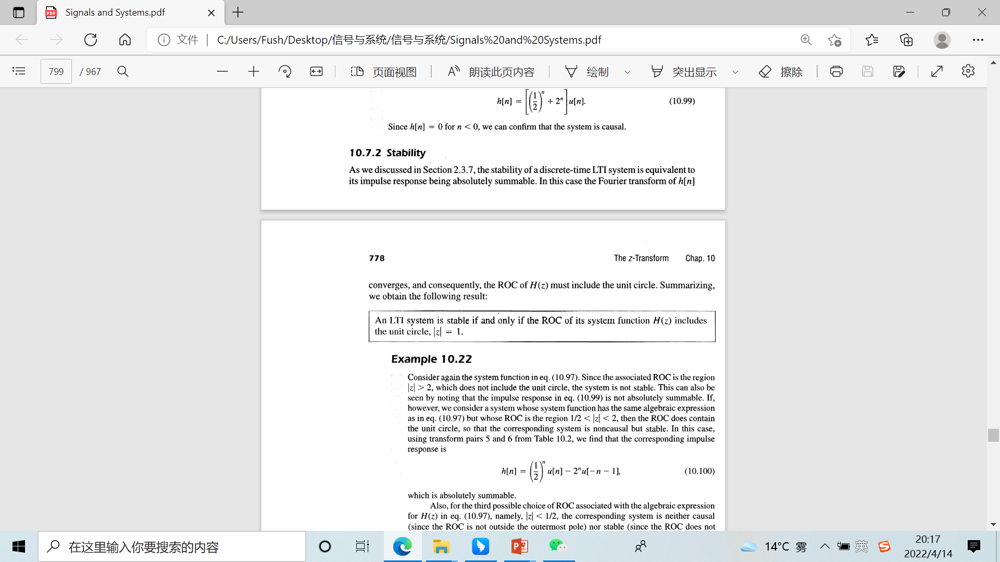 Signals and Systems.pdf
文件 C:/Users/Fush/Desktop/信号与系统/信号与系统/Signals%20and%20Systems.pdf
799 / 967 页面视图 朗读此页内容 绘制 突出显示 擦除
h[n] = [(1/2)^n + 2^n] u[n]. (10.99)
Since h[n] = 0 for n < 0, we can confirm that the system is causal.
10.7.2 Stability
As we discussed in Section 2.3.7, the stability of a discrete-time LTI system is equivalent to
its impulse response being absolutely summable. In this case the Fourier transform of h[n]
778 The z-Transform Chap. 10
converges, and consequently, the ROC of H(z) must include the unit circle. Summarizing,
we obtain the following result:
An LTI system is stable if and only if the ROC of its system function H(z) includes
the unit circle, |z| = 1.
Example 10.22
Consider again the system function in eq. (10.97). Since the associated ROC is the region
|z| > 2, which does not include the unit circle, the system is not stable. This can also be
seen by noting that the impulse response in eq. (10.99) is not absolutely summable. If,
however, we consider a system whose system function has the same algebraic expression
as in eq. (10.97) but whose ROC is the region 1/2 < |z| < 2, then the ROC does contain
the unit circle, so that the corresponding system is noncausal but stable. In this case,
using transform pairs 5 and 6 from Table 10.2, we find that the corresponding impulse
response is
h[n] = (1/2)^n u[n] − 2^n u[−n − 1], (10.100)
which is absolutely summable.
Also, for the third possible choice of ROC associated with the algebraic expression
for H(z) in eq. (10.97), namely, |z| < 1/2, the corresponding system is neither causal
(since the ROC is not outside the outermost pole) nor stable (since the ROC does not
在这里输入你要搜索的内容
14°C 雾 英
20:17
2022/4/14